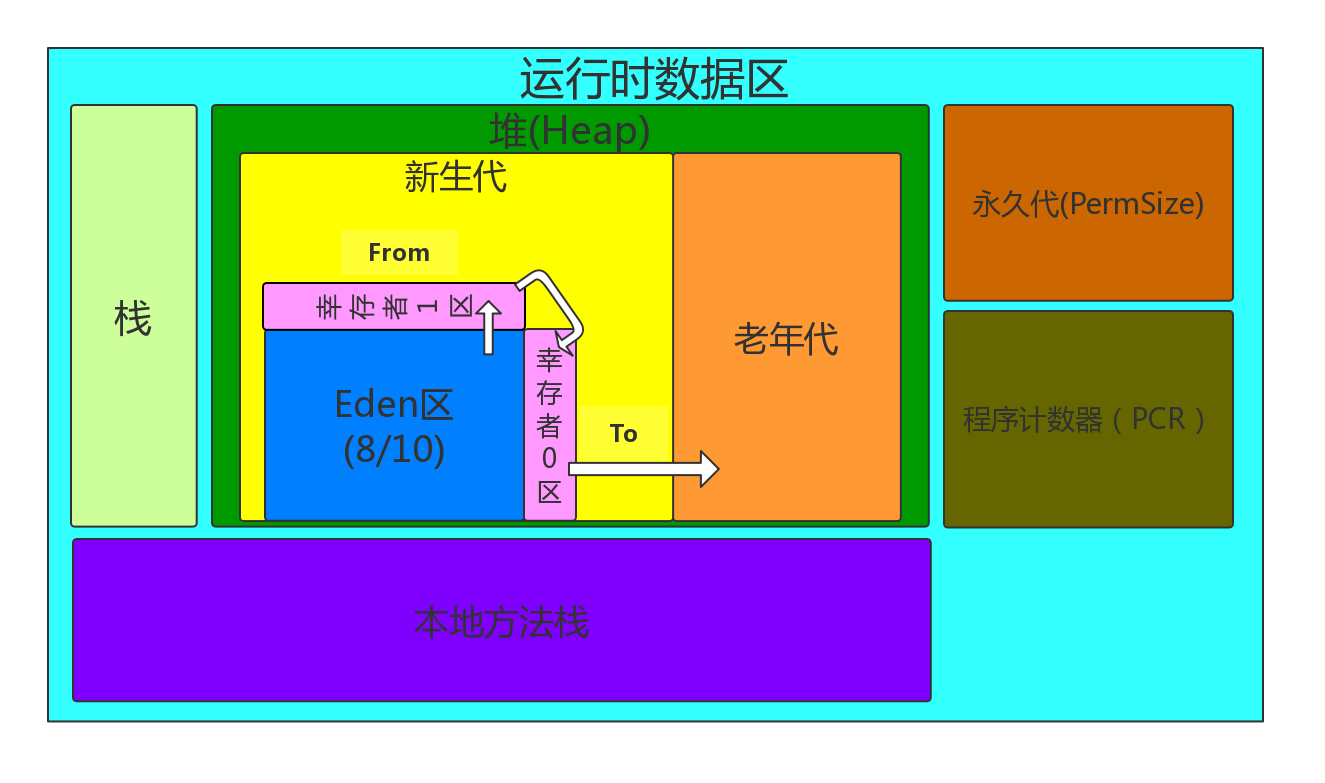 运行时数据区
堆(Heap)
新生代
From
幸存者1区
Eden区
(8/10)
幸存者0区
To
老年代
栈
永久代(PermSize)
程序计数器（PCR）
本地方法栈